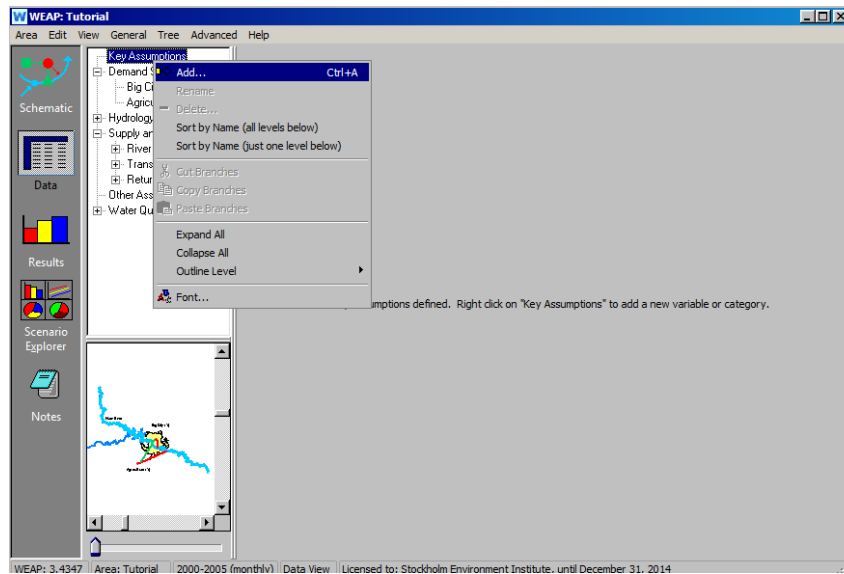 WEAP: Tutorial
Area Edit View General Tree Advanced Help
Schematic
Data
Results
Scenario
Explorer
Notes
Key Assumptions
Demand S
Big Ci
Agricu
Hydrology
Supply an
River
Trans
Retur
Other Ass
Water Qu
Add... Ctrl+A
Rename
Delete...
Sort by Name (all levels below)
Sort by Name (just one level below)
Cut Branches
Copy Branches
Paste Branches
Expand All
Collapse All
Outline Level
Font...
umptions defined. Right click on "Key Assumptions" to add a new variable or category.
WEAP: 3.4347 Area: Tutorial 2000-2005 (monthly) Data View Licensed to: Stockholm Environment Institute, until December 31, 2014